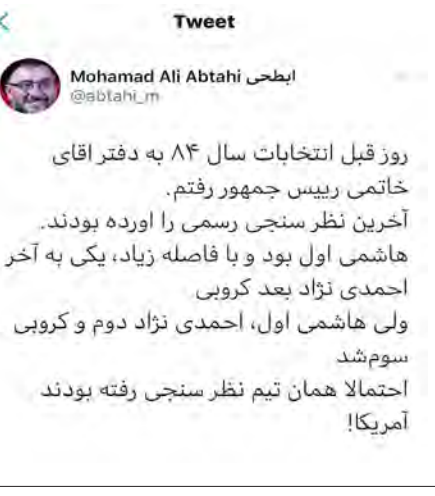 Tweet
Mohamad Ali Abtahi ابطحی
@abtahi_m
روز قبل انتخابات سال ۸۴ به دفتر اقای
خاتمی رییس جمهور رفتم.
آخرین نظر سنجی رسمی را اورده بودند.
هاشمی اول بود و با فاصله زیاد، یکی به آخر
احمدی نژاد بعد کروبی
ولی هاشمی اول، احمدی نژاد دوم و کروبی
سوم‌شد
احتمالا همان تیم نظر سنجی رفته بودند
آمریکا!